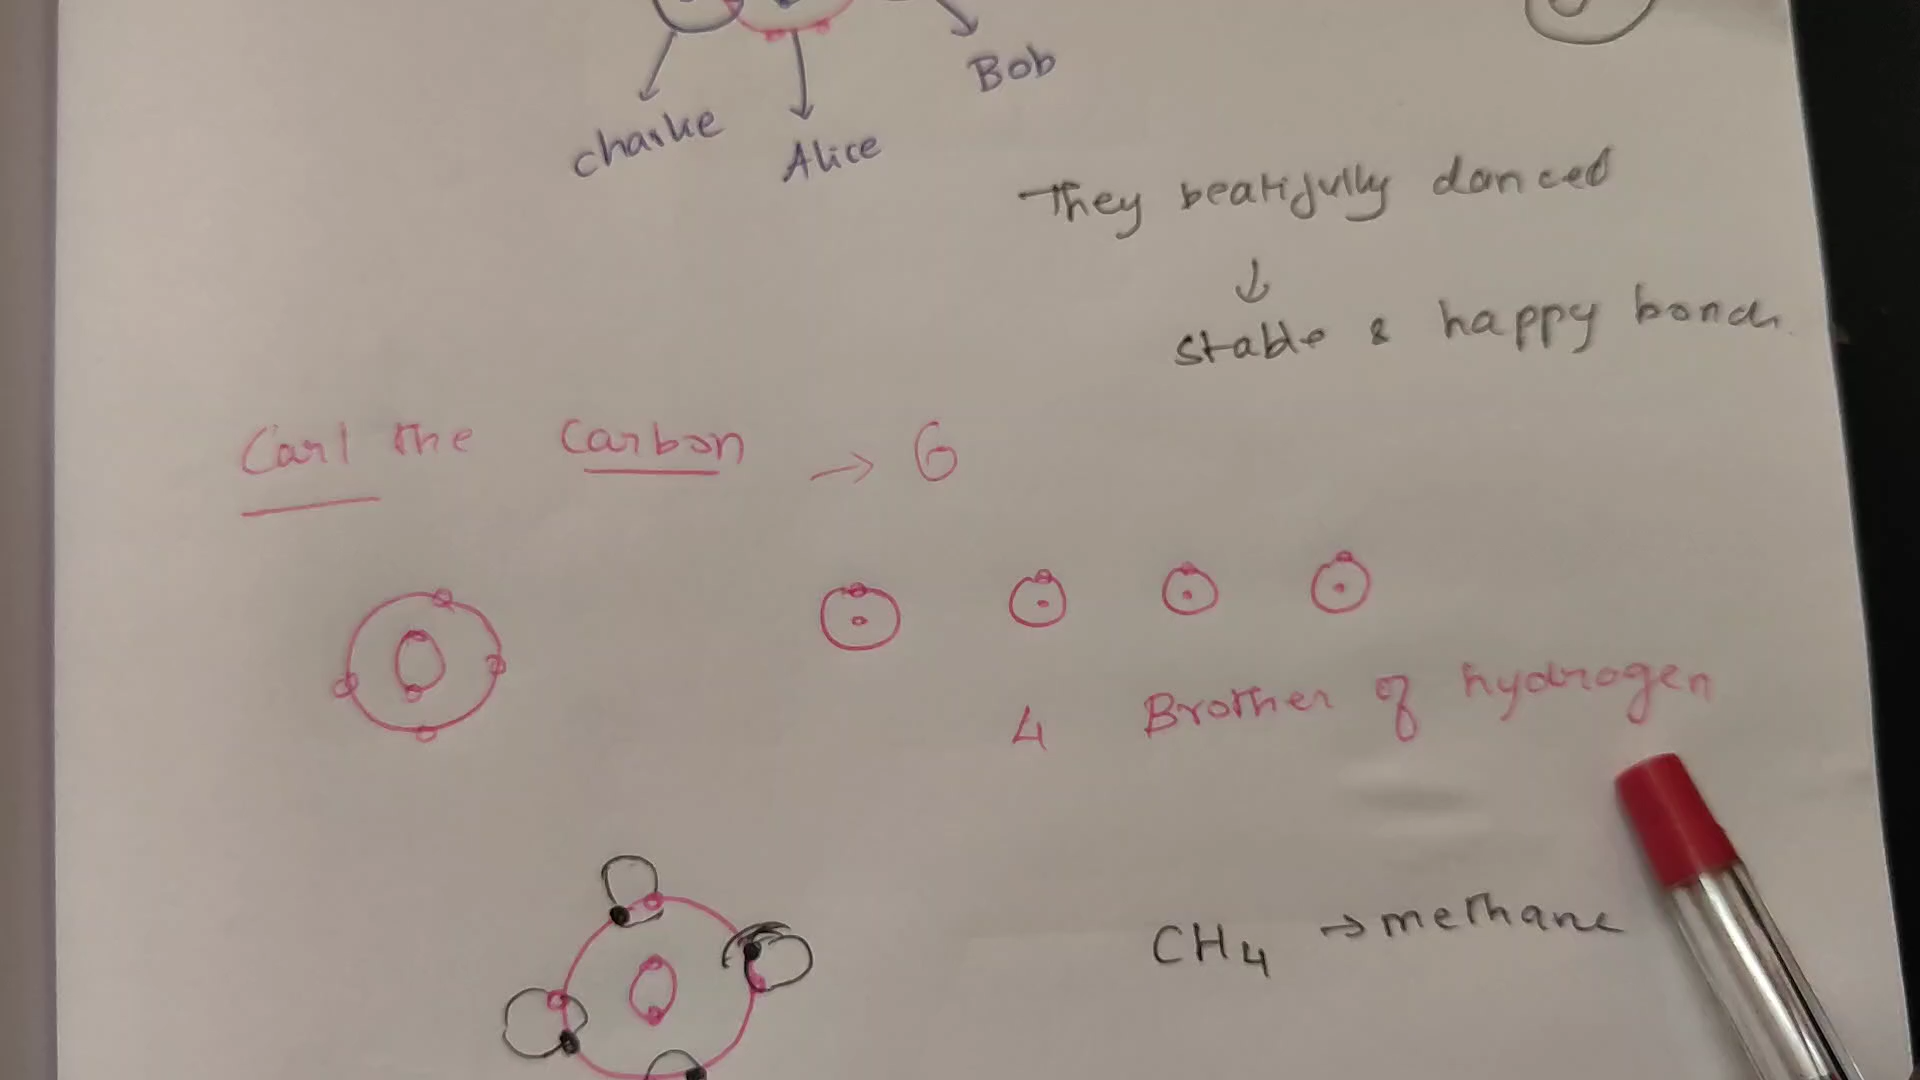 Bob
charlie
Alice
They beatifully danced
↓
stable & happy bond
Carl the Carbon → 6
4 Brother of hydrogen
CH4 → methane